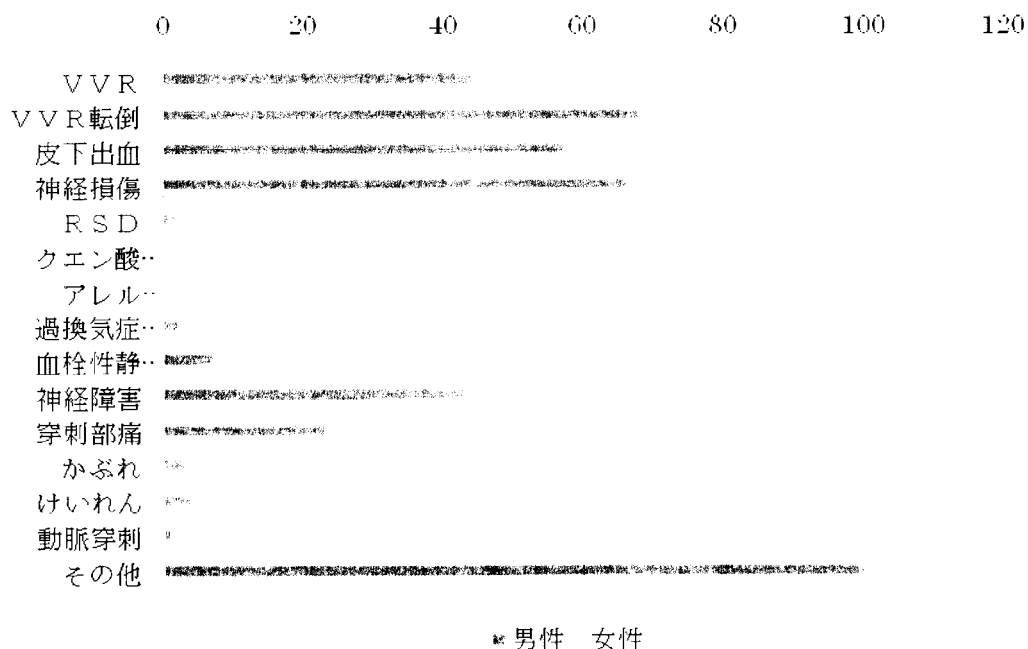 0 20 40 60 80 100 120
VVR
VVR転倒
皮下出血
神経損傷
RSD
クエン酸‥
アレル‥
過換気症‥
血栓性静‥
神経障害
穿刺部痛
かぶれ
けいれん
動脈穿刺
その他
男性 女性